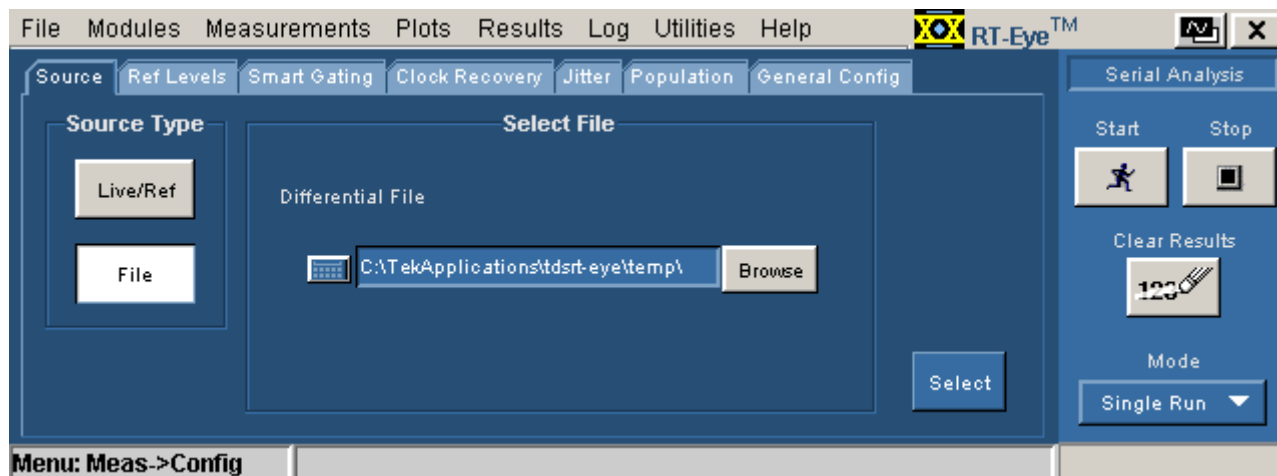 File Modules Measurements Plots Results Log Utilities Help RT-Eye™
Source Ref Levels Smart Gating Clock Recovery Jitter Population General Config
Serial Analysis
Source Type
Select File
Start Stop
Live/Ref
Differential File
File
C:\TekApplications\tdsrt-eye\temp\
Browse
Clear Results
123
Mode
Select
Single Run
Menu: Meas->Config